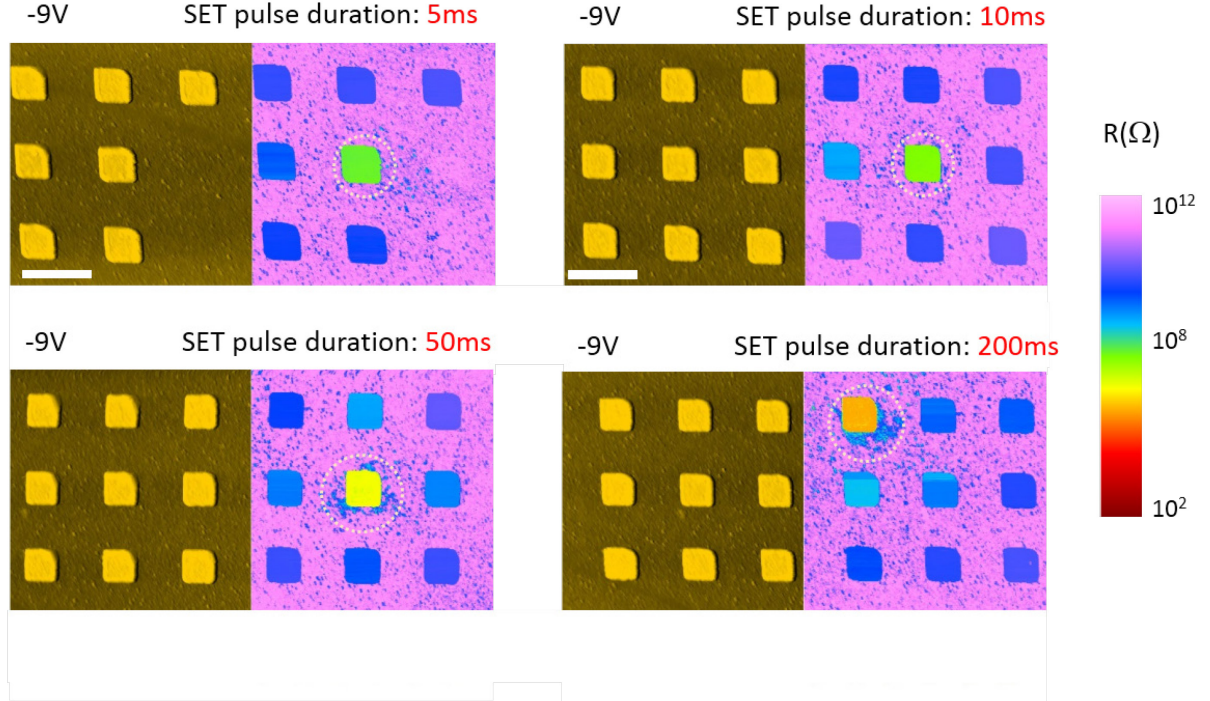 -9V SET pulse duration: 5ms
-9V SET pulse duration: 10ms
R(Ω)
10¹²
10⁸
10²
-9V SET pulse duration: 50ms
-9V SET pulse duration: 200ms